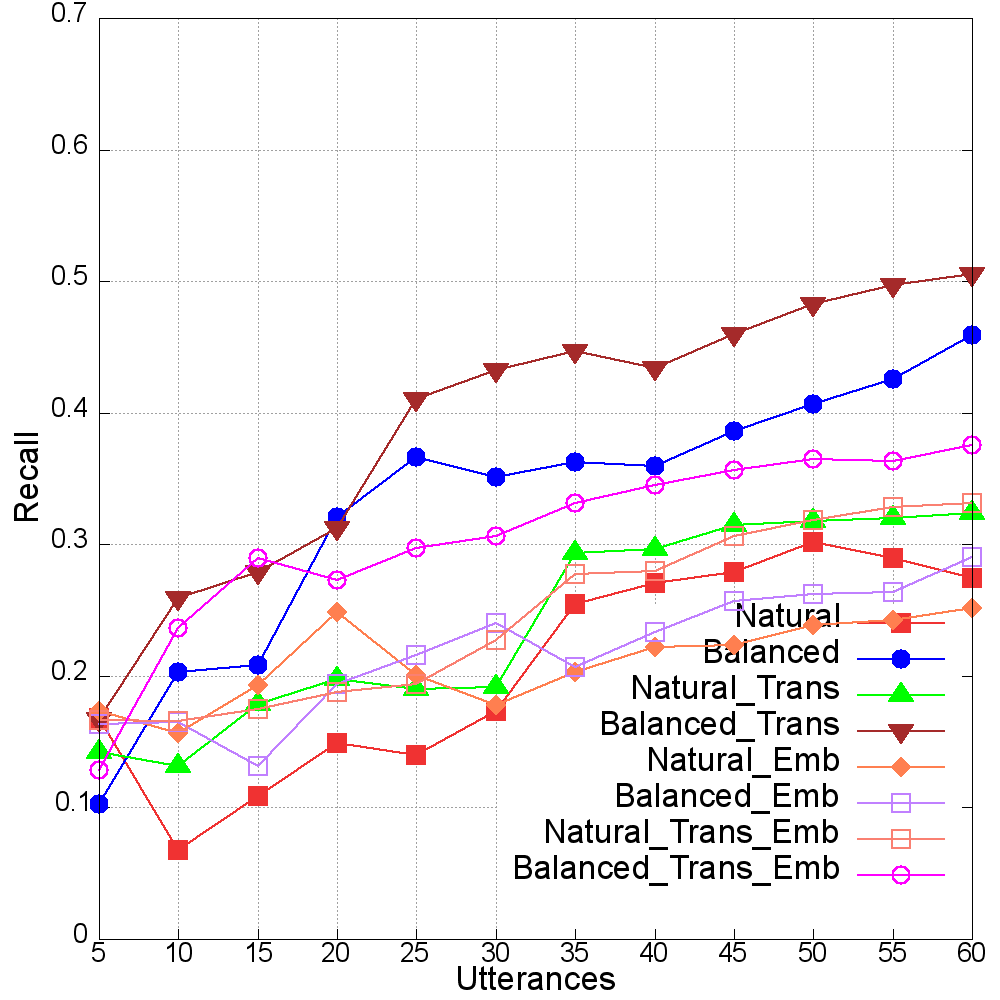 0.7
0.6
0.5
0.4
0.3
0.2
0.1
0
Recall
Natural
Balanced
Natural_Trans
Balanced_Trans
Natural_Emb
Balanced_Emb
Natural_Trans_Emb
Balanced_Trans_Emb
5 10 15 20 25 30 35 40 45 50 55 60
Utterances